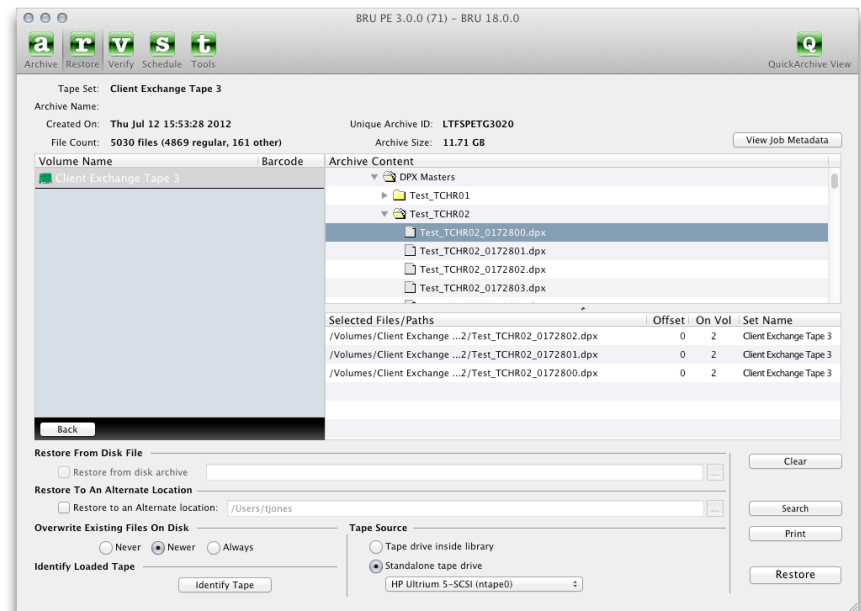 BRU PE 3.0.0 (71) – BRU 18.0.0
a r v s t Q
Archive Restore Verify Schedule Tools QuickArchive View
Tape Set: Client Exchange Tape 3
Archive Name:
Created On: Thu Jul 12 15:53:28 2012 Unique Archive ID: LTFSPETG3020
File Count: 5030 files (4869 regular, 161 other) Archive Size: 11.71 GB View Job Metadata
Volume Name Barcode Archive Content
Client Exchange Tape 3
DPX Masters
Test_TCHR01
Test_TCHR02
Test_TCHR02_0172800.dpx
Test_TCHR02_0172801.dpx
Test_TCHR02_0172802.dpx
Test_TCHR02_0172803.dpx
Selected Files/Paths Offset On Vol Set Name
/Volumes/Client Exchange ...2/Test_TCHR02_0172802.dpx 0 2 Client Exchange Tape 3
/Volumes/Client Exchange ...2/Test_TCHR02_0172801.dpx 0 2 Client Exchange Tape 3
/Volumes/Client Exchange ...2/Test_TCHR02_0172800.dpx 0 2 Client Exchange Tape 3
Back
Restore From Disk File
Restore from disk archive ...
Restore To An Alternate Location
Restore to an Alternate location: /Users/tjones ...
Overwrite Existing Files On Disk
Never Newer Always
Identify Loaded Tape
Identify Tape
Tape Source
Tape drive inside library
Standalone tape drive
HP Ultrium 5-SCSI (ntape0)
Clear
Search
Print
Restore